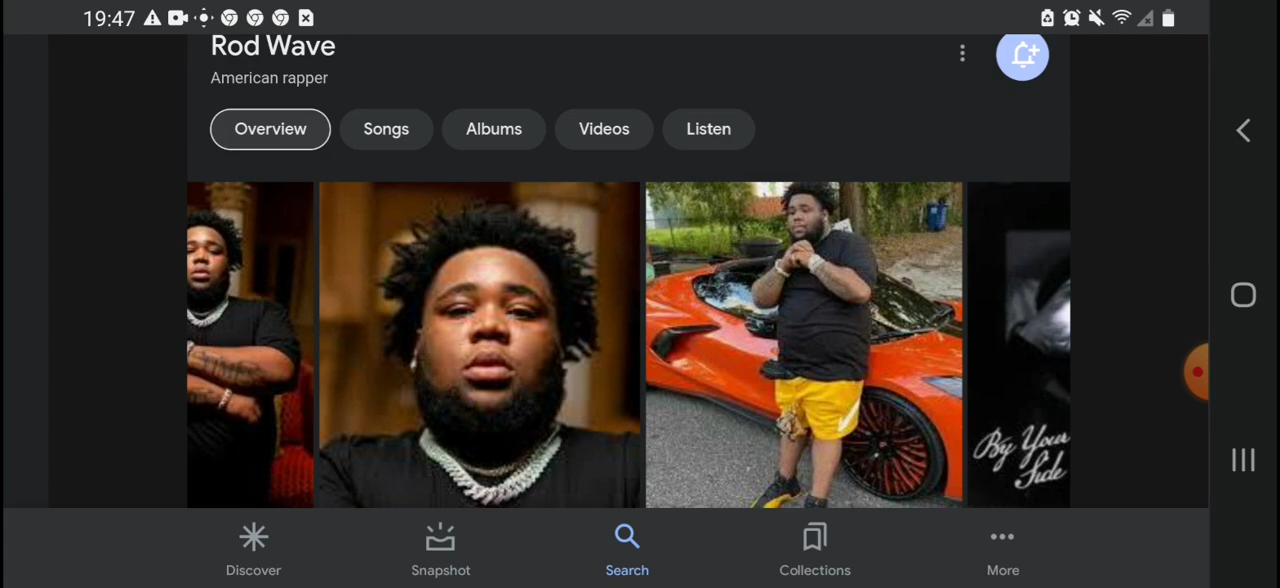 19:47
Rod Wave
American rapper
Overview Songs Albums Videos Listen
By Your
Side
Discover Snapshot Search Collections More